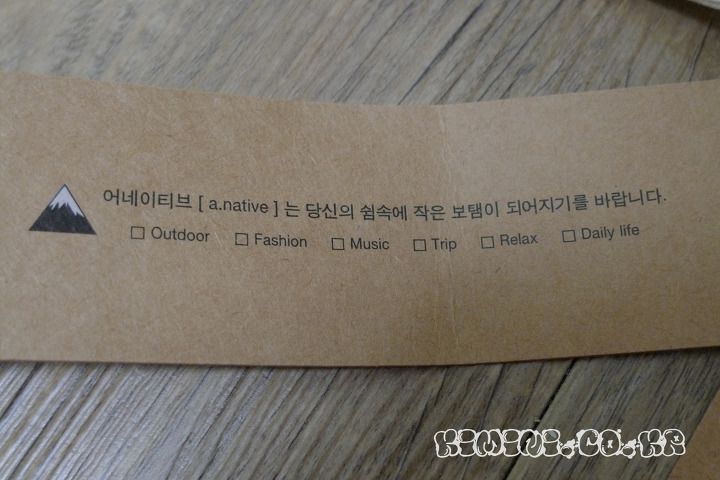 어네이티브 [ a.native ] 는 당신의 쉼속에 작은 보탬이 되어지기를 바랍니다.
☐ Outdoor ☐ Fashion ☐ Music ☐ Trip ☐ Relax ☐ Daily life
KIMINI.CO.KR